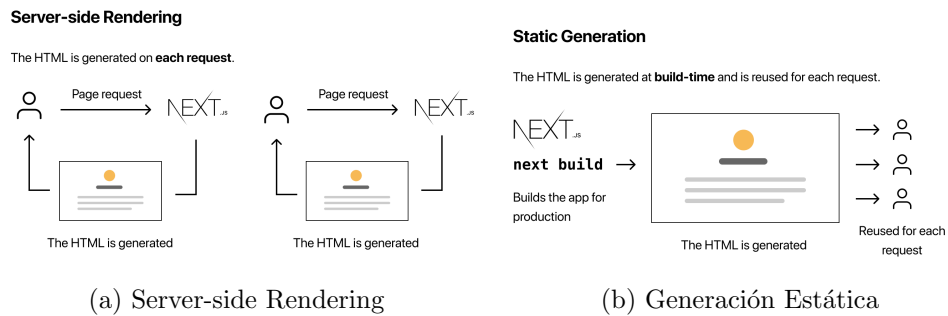 Server-side Rendering
The HTML is generated on each request.
Page request
NEXT.JS
The HTML is generated
Page request
NEXT.JS
The HTML is generated
(a) Server-side Rendering
Static Generation
The HTML is generated at build-time and is reused for each request.
NEXT.JS
next build
Builds the app for
production
The HTML is generated
Reused for each
request
(b) Generación Estática